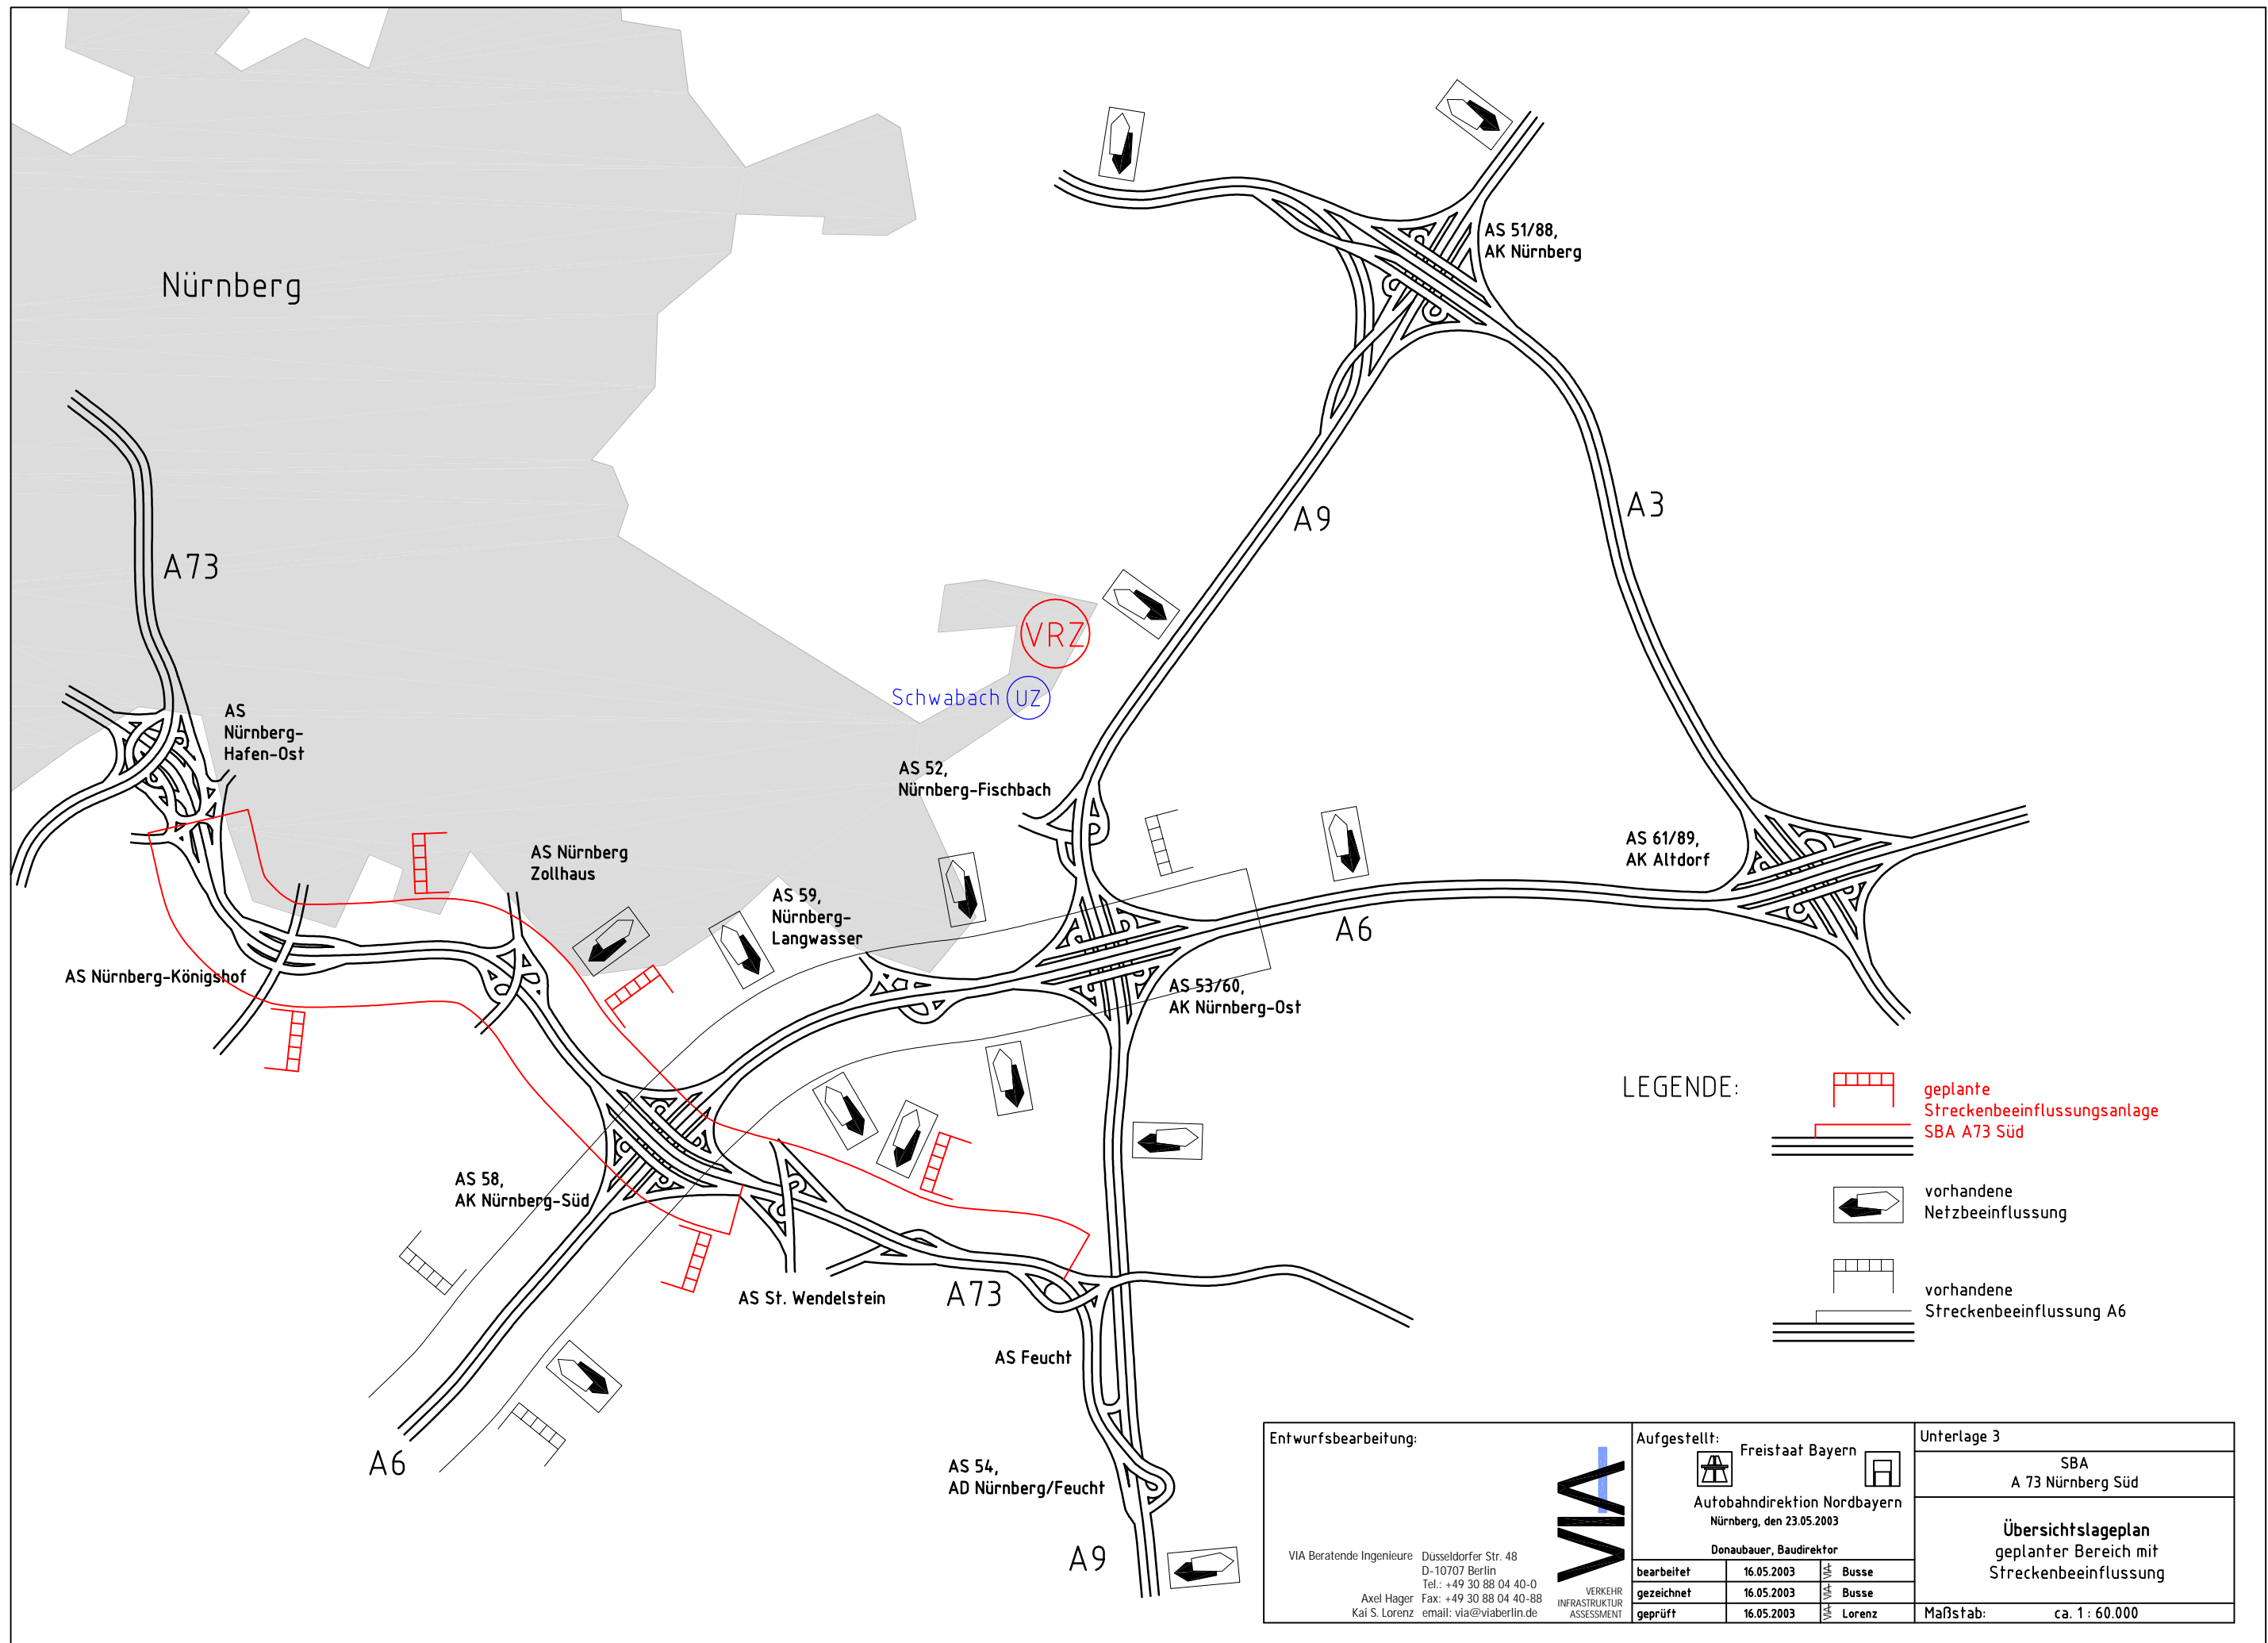 Nürnberg
AS 51/88,
AK Nürnberg
A9
A3
A73
VRZ
Schwabach UZ
AS
Nürnberg-
Hafen-Ost
AS 52,
Nürnberg-Fischbach
AS Nürnberg
Zollhaus
AS 59,
Nürnberg-
Langwasser
AS 61/89,
AK Altdorf
A6
AS Nürnberg-Königshof
AS 53/60,
AK Nürnberg-Ost
AS 58,
AK Nürnberg-Süd
AS St. Wendelstein
A73
AS Feucht
A6
AS 54,
AD Nürnberg/Feucht
A9
LEGENDE:
geplante
Streckenbeeinflussungsanlage
SBA A73 Süd
vorhandene
Netzbeeinflussung
vorhandene
Streckenbeeinflussung A6
Entwurfsbearbeitung:
VIA Beratende Ingenieure Düsseldorfer Str. 48
D-10707 Berlin
Tel.: +49 30 88 04 40-0
Axel Hager Fax: +49 30 88 04 40-88
Kai S. Lorenz email: via@viaberlin.de
VIA
VERKEHR
INFRASTRUKTUR
ASSESSMENT
Aufgestellt:
Freistaat Bayern
Autobahndirektion Nordbayern
Nürnberg, den 23.05.2003
Donaubauer, Baudirektor
bearbeitet 16.05.2003 VIA Busse
gezeichnet 16.05.2003 VIA Busse
geprüft 16.05.2003 VIA Lorenz
Unterlage 3
SBA
A 73 Nürnberg Süd
Übersichtslageplan
geplanter Bereich mit
Streckenbeeinflussung
Maßstab: ca. 1 : 60.000